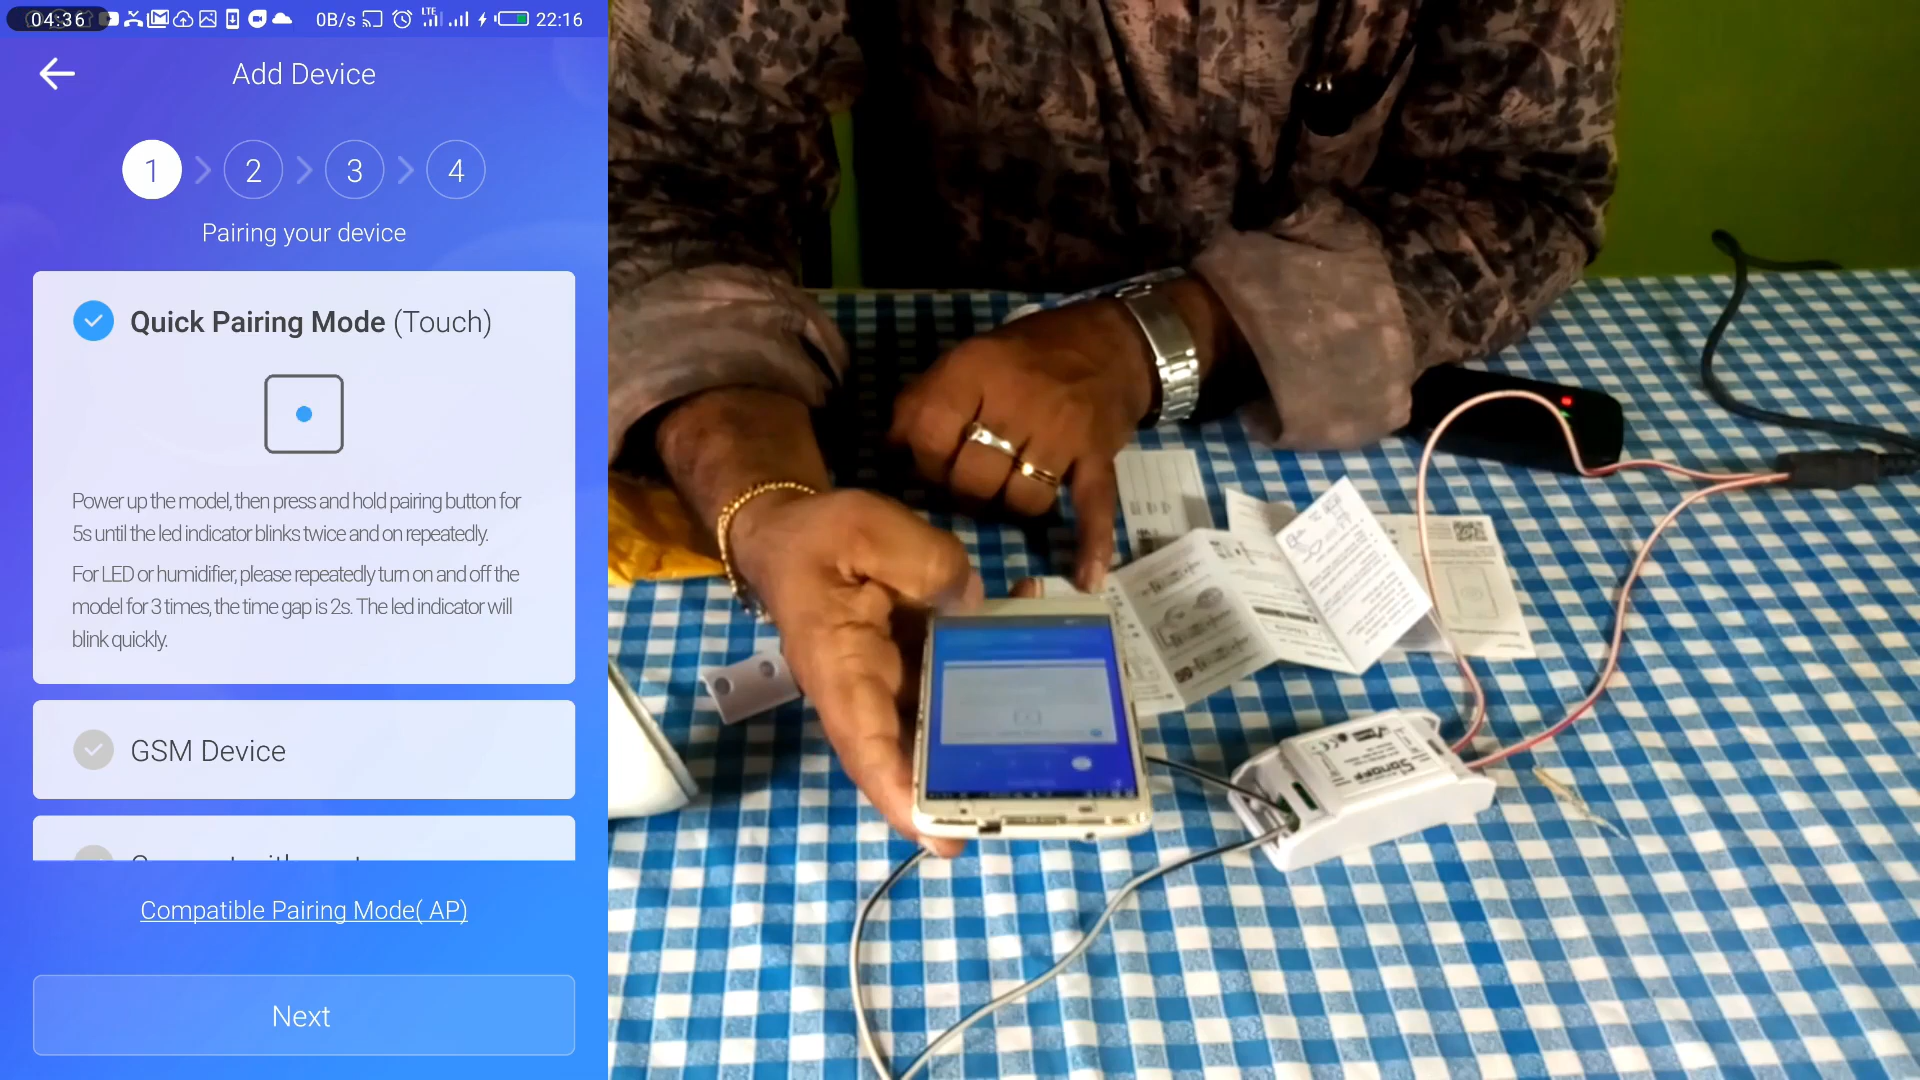 04:36
0B/s
LTE
22:16
Add Device
1
2
3
4
Pairing your device
Quick Pairing Mode (Touch)
Power up the model, then press and hold pairing button for
5s until the led indicator blinks twice and on repeatedly.
For LED or humidifier, please repeatedly turn on and off the
model for 3 times, the time gap is 2s. The led indicator will
blink quickly.
GSM Device
Compatible Pairing Mode( AP)
Next
sonoff